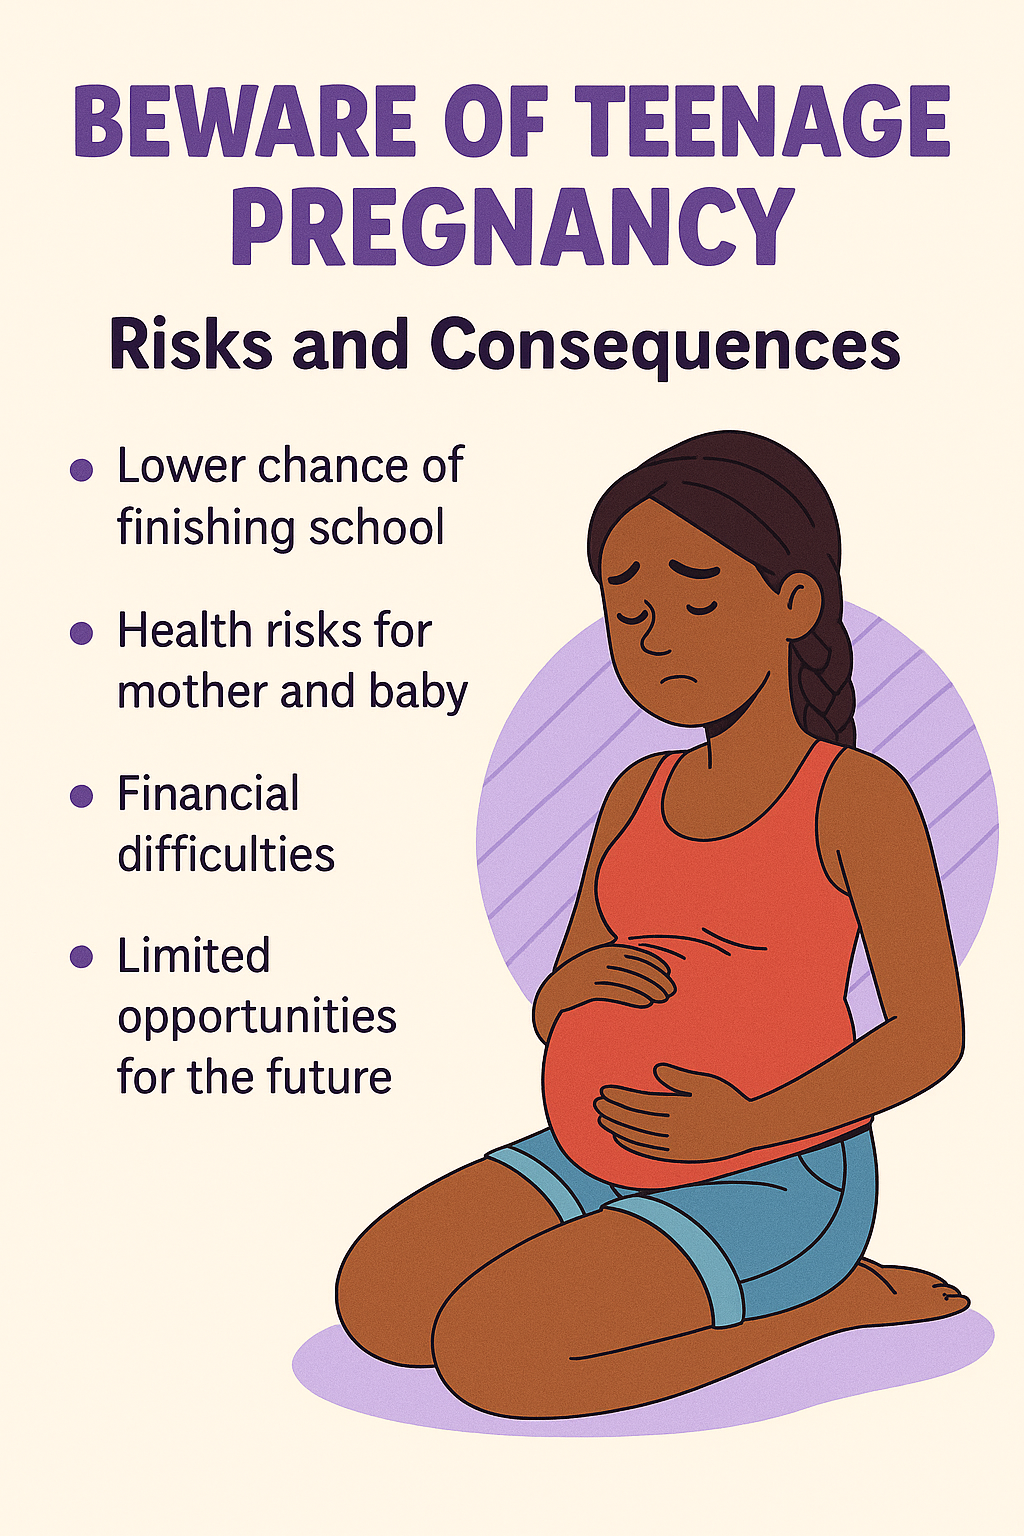 BEWARE OF TEENAGE
PREGNANCY
Risks and Consequences
• Lower chance of
finishing school
• Health risks for
mother and baby
• Financial
difficulties
• Limited
opportunities
for the future